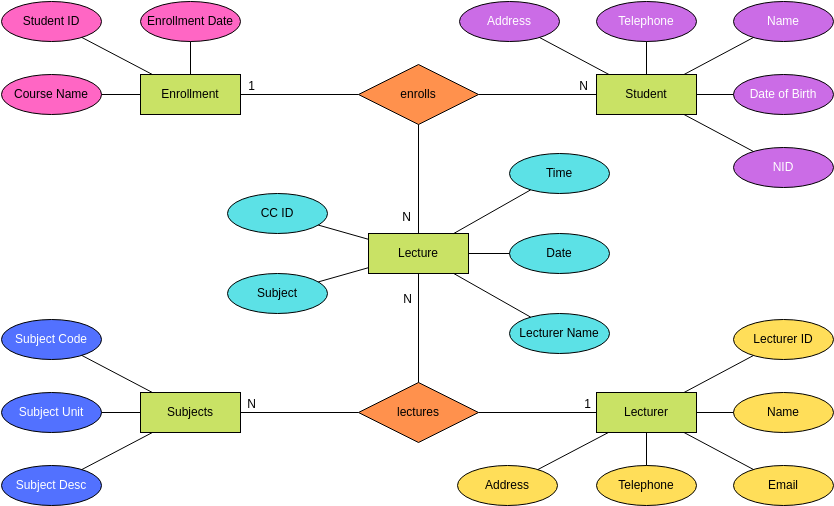 Student ID
Enrollment Date
Address
Telephone
Name
Course Name
Enrollment
1
enrolls
N
Student
Date of Birth
NID
Time
CC ID
N
Lecture
Date
Subject
N
Lecturer Name
Subject Code
Lecturer ID
Subject Unit
Subjects
N
lectures
1
Lecturer
Name
Subject Desc
Address
Telephone
Email